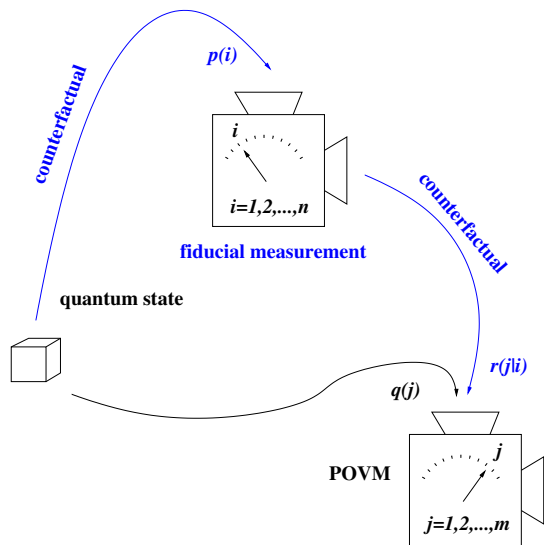 p(i)
counterfactual
i
i=1,2,...,n
counterfactual
fiducial measurement
quantum state
r(j|i)
q(j)
j
POVM
j=1,2,...,m